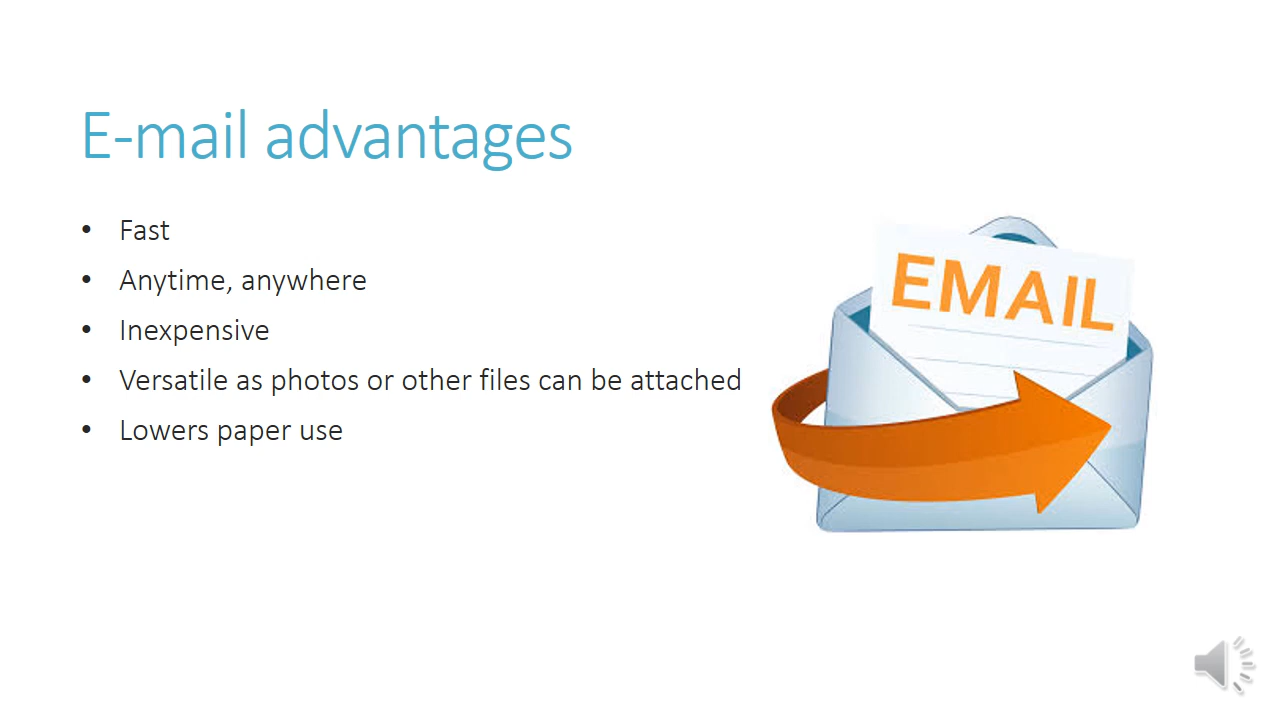 E-mail advantages
• Fast
• Anytime, anywhere
• Inexpensive
• Versatile as photos or other files can be attached
• Lowers paper use
EMAIL